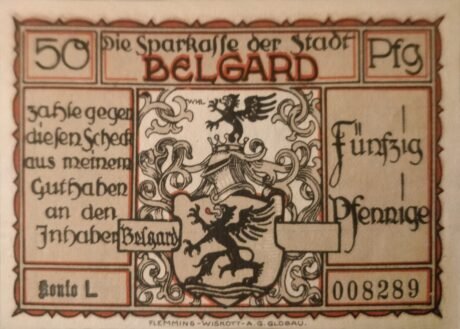 50 Die Sparkasse der Stadt Pfg
BELGARD
WHL
zahle gegen
diesen Scheck
aus meinem
Guthaben
an den
Inhaber
Belgard
Fünfzig
Pfennige
Konto L.
008289
FLEMMING-WISKOTT-A.G. GLOGAU.